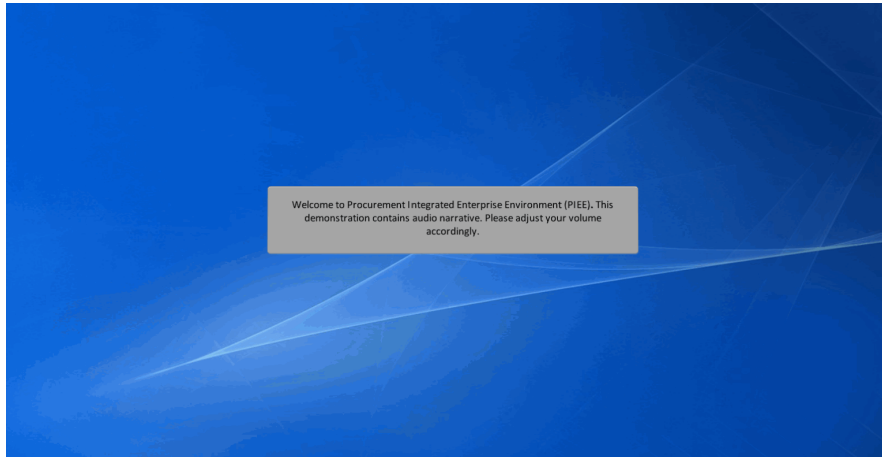 Welcome to Procurement Integrated Enterprise Environment (PIEE). This
demonstration contains audio narrative. Please adjust your volume
accordingly.